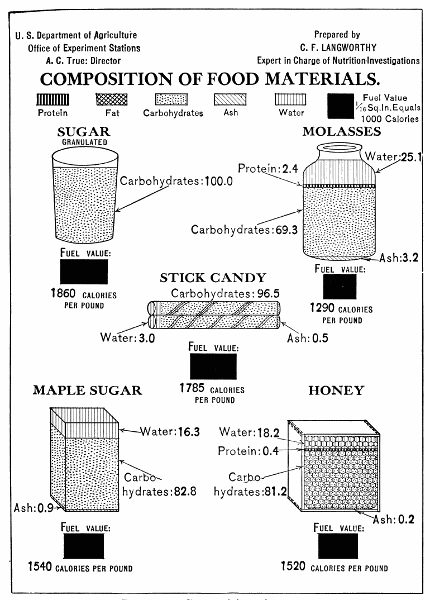 U. S. Department of Agriculture
Office of Experiment Stations
A. C. True: Director
Prepared by
C. F. LANGWORTHY
Expert in Charge of Nutrition Investigations
COMPOSITION OF FOOD MATERIALS.
Protein
Fat
Carbohydrates
Ash
Water
Fuel Value
1/16 Sq. In. Equals
1000 Calories
SUGAR
GRANULATED
Carbohydrates: 100.0
FUEL VALUE:
1860 CALORIES
PER POUND
MOLASSES
Water: 25.1
Protein: 2.4
Carbohydrates: 69.3
Ash: 3.2
FUEL VALUE:
1290 CALORIES
PER POUND
STICK CANDY
Carbohydrates: 96.5
Water: 3.0
Ash: 0.5
FUEL VALUE:
1785 CALORIES
PER POUND
MAPLE SUGAR
Water: 16.3
Carbo-
hydrates: 82.8
Ash: 0.9
FUEL VALUE:
1540 CALORIES PER POUND
HONEY
Water: 18.2
Protein: 0.4
Carbo-
hydrates: 81.2
Ash: 0.2
FUEL VALUE:
1520 CALORIES PER POUND